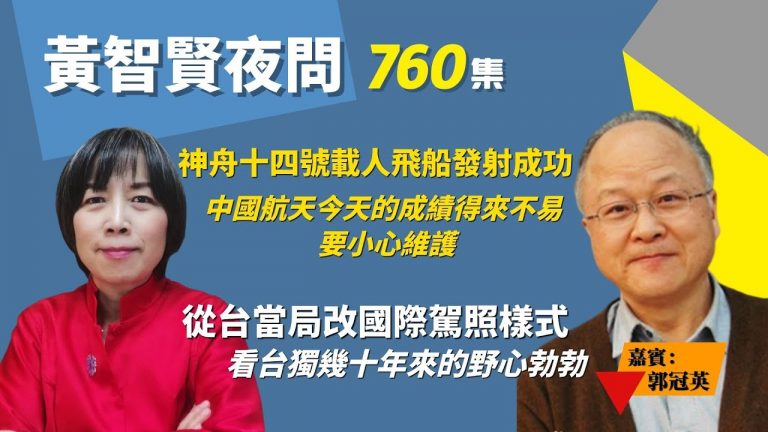 黃智賢夜問 760集
神舟十四號載人飛船發射成功
中國航天今天的成績得來不易
要小心維護
從台當局改國際駕照樣式
看台獨幾十年來的野心勃勃
嘉賓：
郭冠英